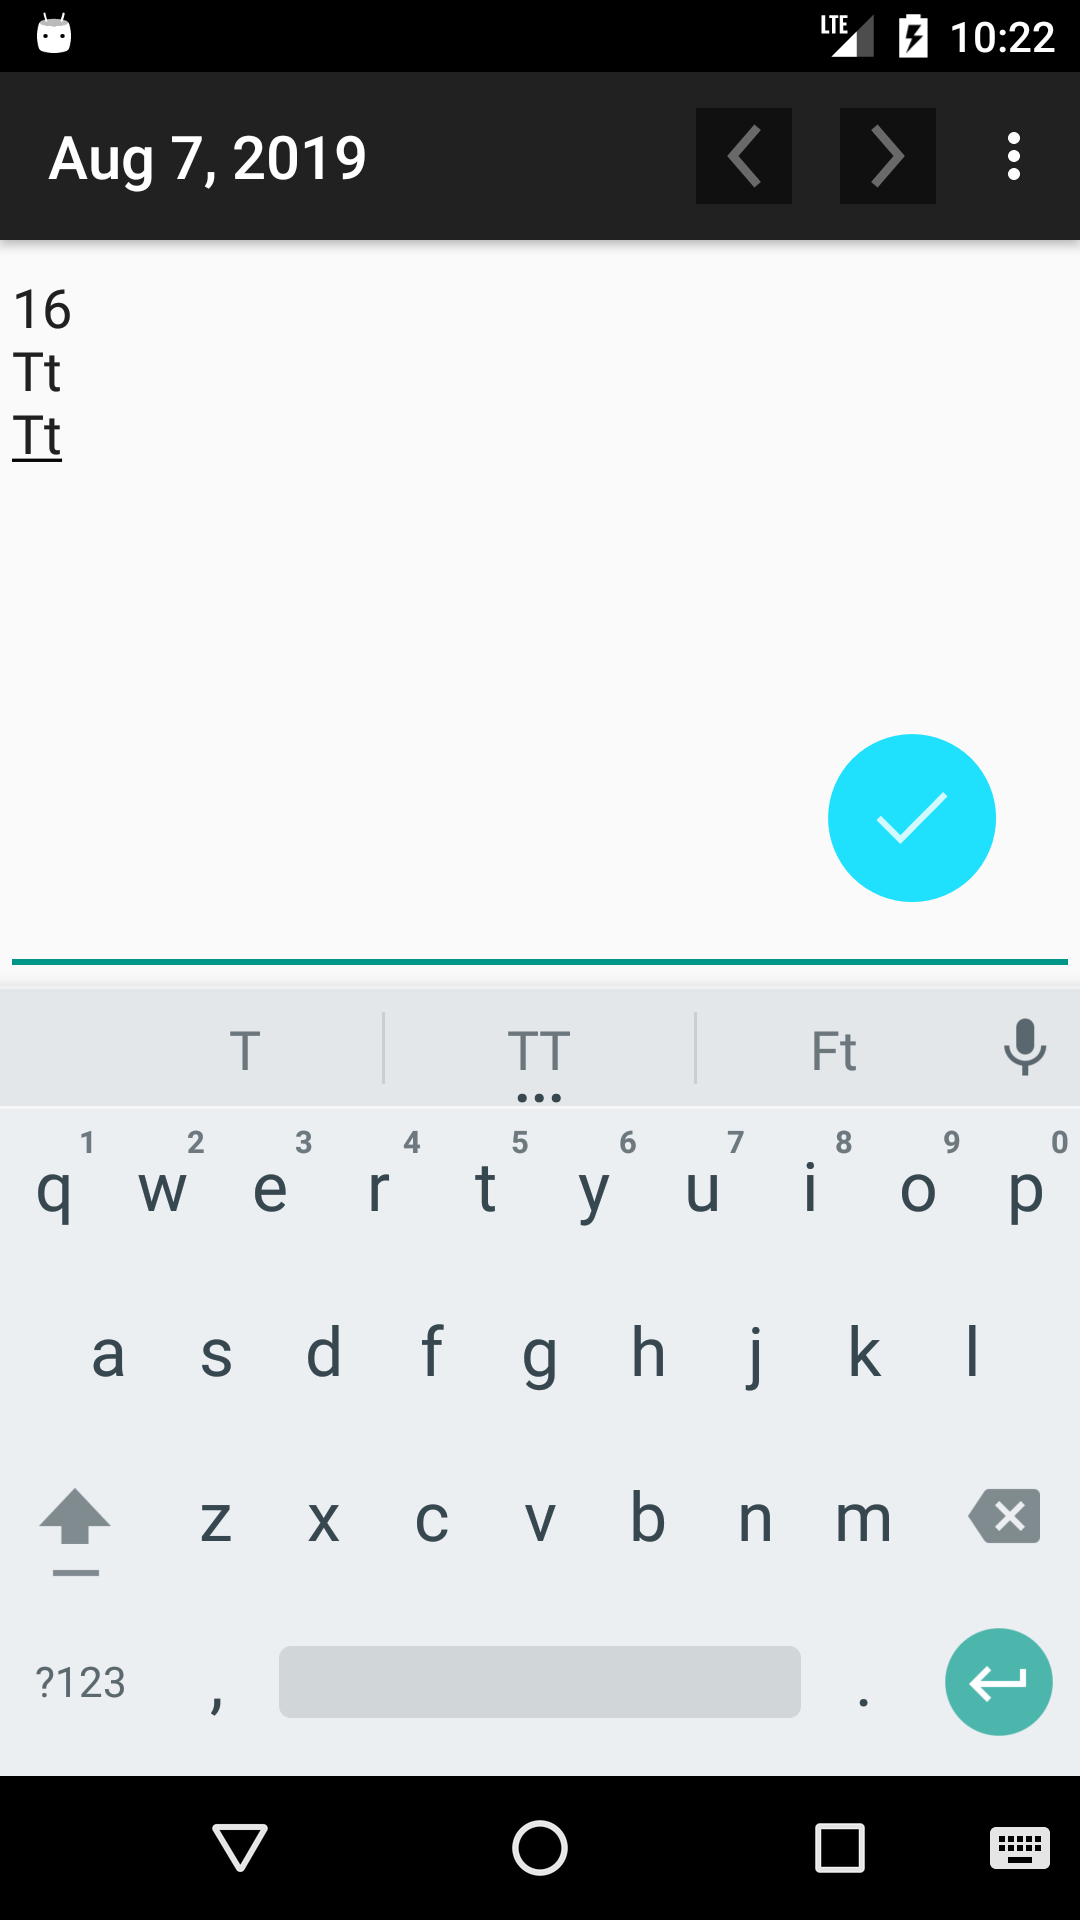 LTE 10:22
Aug 7, 2019
16
Tt
Tt
T TT Ft
1 2 3 4 5 6 7 8 9 0
q w e r t y u i o p
a s d f g h j k l
z x c v b n m
?123 , .